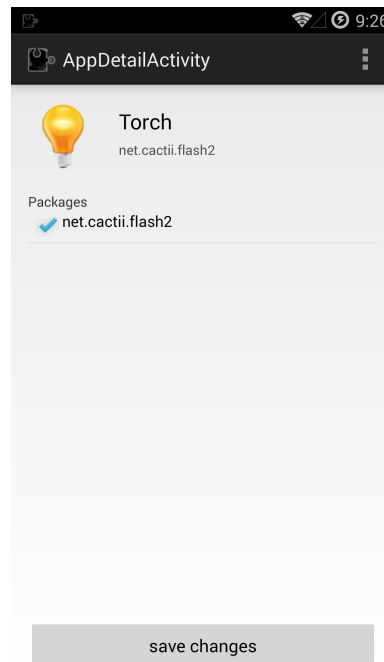 9:26
AppDetailActivity
Torch
net.cactii.flash2
Packages
net.cactii.flash2
save changes